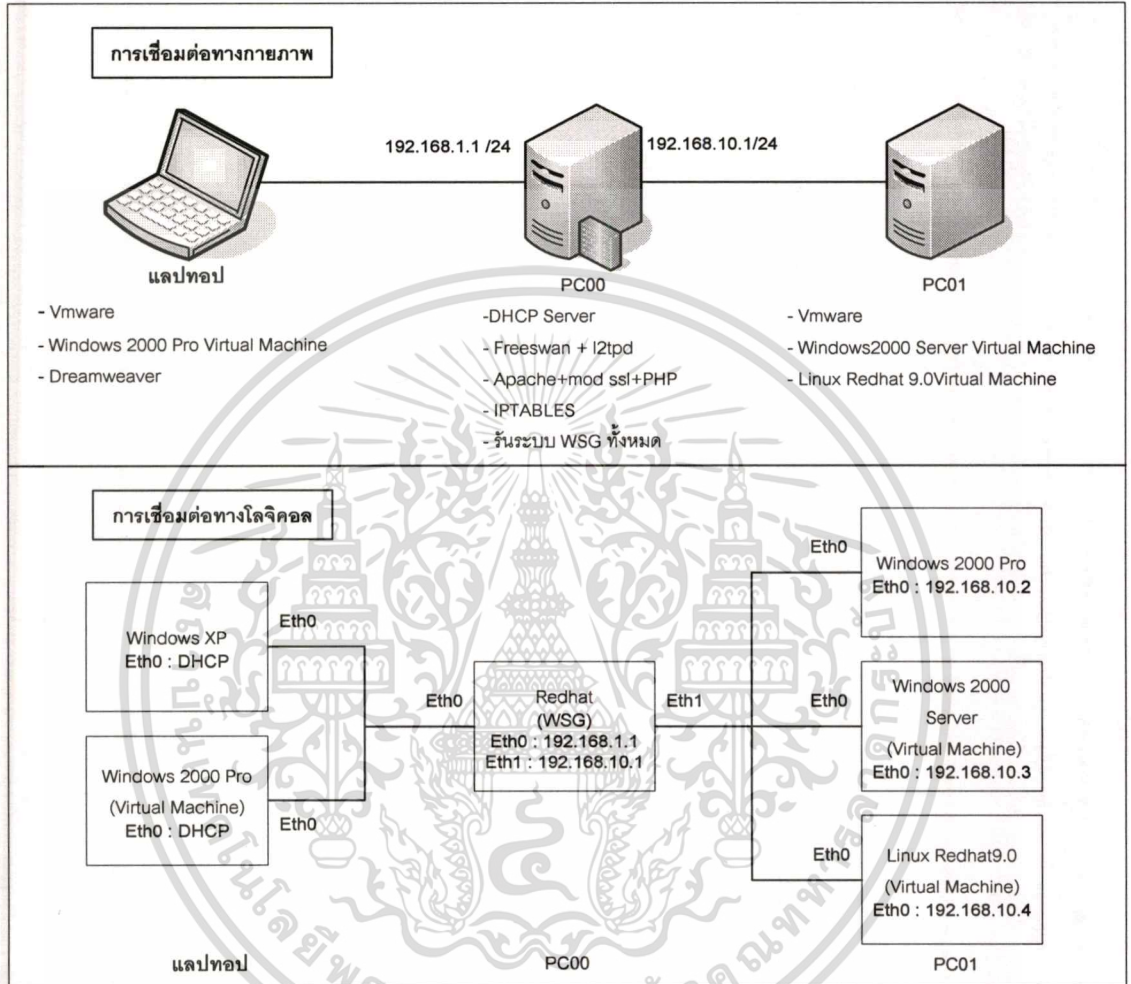 การเชื่อมต่อทางกายภาพ
192.168.1.1 /24
192.168.10.1/24
แลปทอป
- Vmware
- Windows 2000 Pro Virtual Machine
- Dreamweaver
PC00
-DHCP Server
- Freeswan + l2tpd
- Apache+mod ssl+PHP
- IPTABLES
- รันระบบ WSG ทั้งหมด
PC01
- Vmware
- Windows2000 Server Virtual Machine
- Linux Redhat 9.0Virtual Machine
การเชื่อมต่อทางโลจิคอล
Windows XP
Eth0 : DHCP
Eth0
Windows 2000 Pro
(Virtual Machine)
Eth0 : DHCP
Eth0
Eth0
Redhat
(WSG)
Eth0 : 192.168.1.1
Eth1 : 192.168.10.1
Eth1
Eth0
Windows 2000 Pro
Eth0 : 192.168.10.2
Eth0
Windows 2000
Server
(Virtual Machine)
Eth0 : 192.168.10.3
Eth0
Linux Redhat9.0
(Virtual Machine)
Eth0 : 192.168.10.4
แลปทอป
PC00
PC01